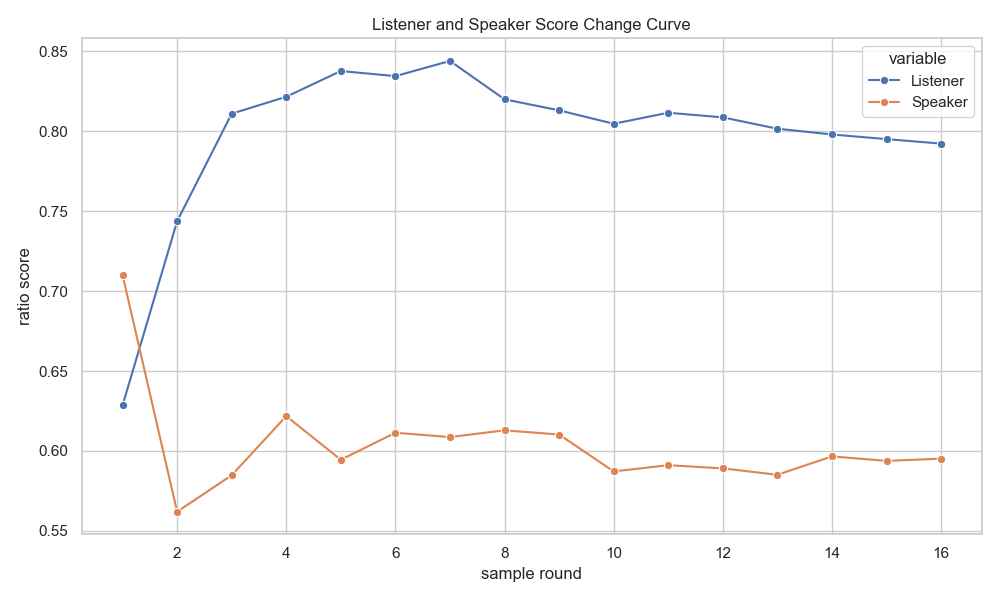 Listener and Speaker Score Change Curve
variable
Listener
Speaker
ratio score
0.85
0.80
0.75
0.70
0.65
0.60
0.55
2 4 6 8 10 12 14 16
sample round